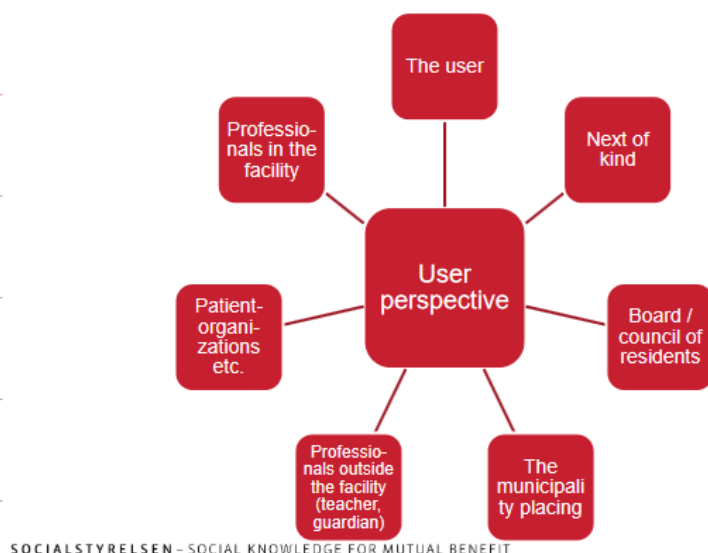 The user
Next of
kind
Board /
council of
residents
The
municipali
ty placing
Professio-
nals outside
the facility
(teacher,
guardian)
Patient-
organi-
zations
etc.
Professio-
nals in the
facility
User
perspective
SOCIALSTYRELSEN – SOCIAL KNOWLEDGE FOR MUTUAL BENEFIT